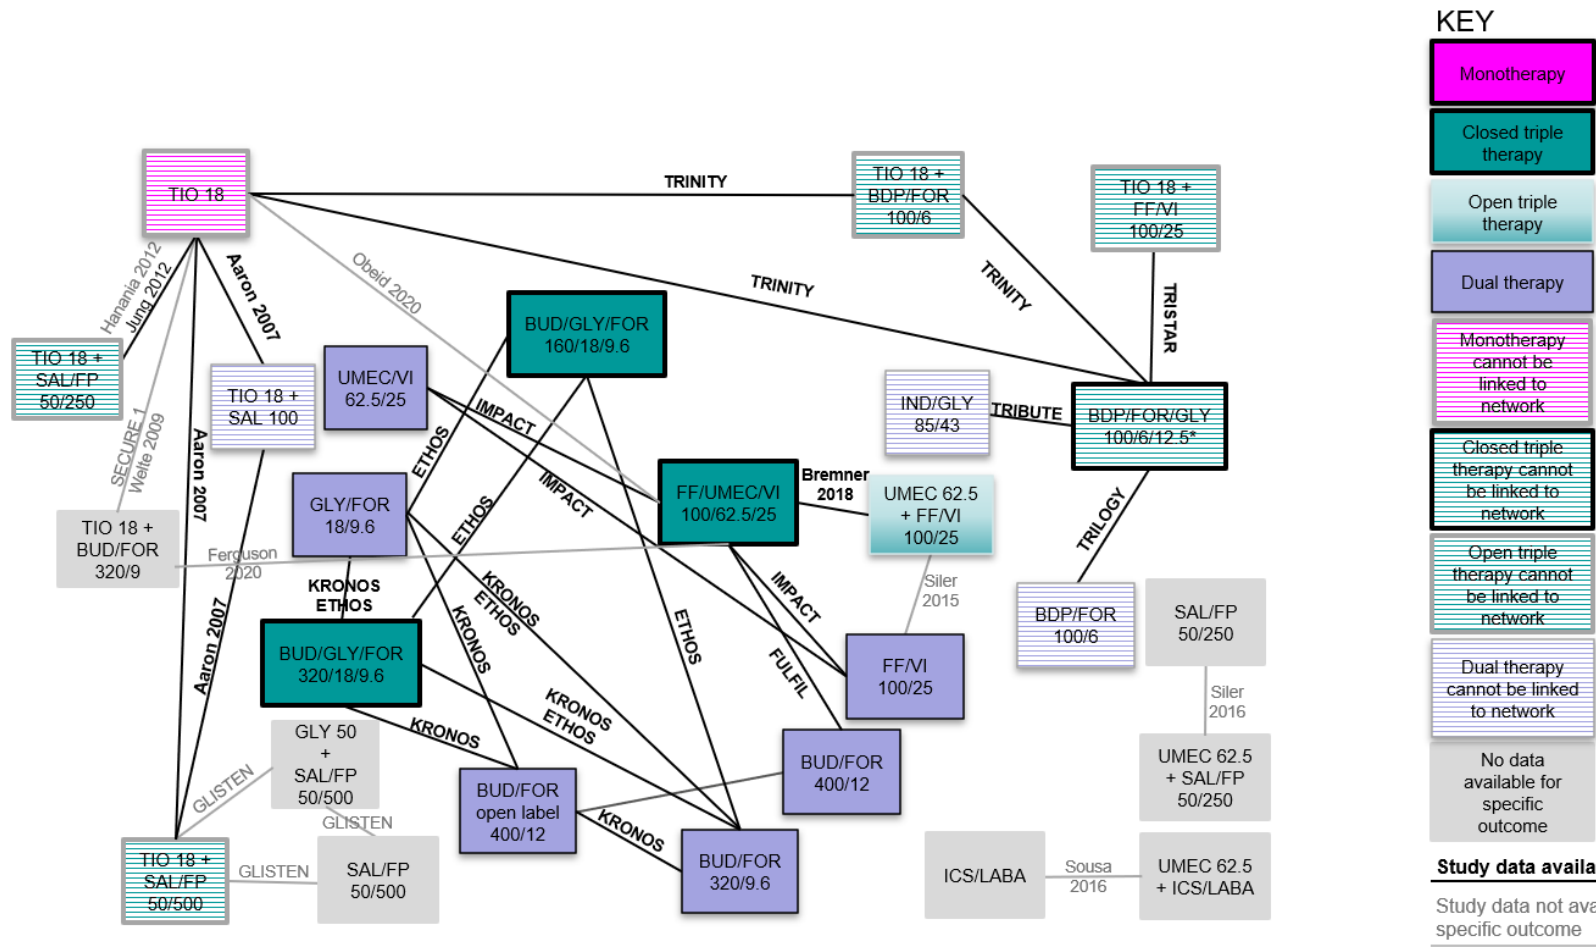 KEY
Monotherapy
Closed triple
therapy
Open triple
therapy
Dual therapy
Monotherapy
cannot be
linked to
network
Closed triple
therapy cannot
be linked to
network
Open triple
therapy cannot
be linked to
network
Dual therapy
cannot be linked
to network
No data
available for
specific
outcome
Study data availa
Study data not ava
specific outcome
TIO 18
TRINITY
TIO 18 +
BDP/FOR
100/6
TIO 18 +
FF/VI
100/25
Hanania 2012
Jung 2012
Aaron 2007
Obeid 2020
TRINITY
TRINITY
TRISTAR
TIO 18 +
SAL/FP
50/250
TIO 18 +
SAL 100
UMEC/VI
62.5/25
BUD/GLY/FOR
160/18/9.6
IND/GLY
85/43
TRIBUTE
BDP/FOR/GLY
100/6/12.5*
SECURE 1
Welte 2009
Aaron 2007
ETHOS
IMPACT
IMPACT
ETHOS
GLY/FOR
18/9.6
FF/UMEC/VI
100/62.5/25
Bremner
2018
UMEC 62.5
+ FF/VI
100/25
TRILOGY
TIO 18 +
BUD/FOR
320/9
Ferguson
2020
KRONOS
ETHOS
KRONOS
ETHOS
KRONOS
ETHOS
IMPACT
FULFIL
Siler
2015
Aaron 2007
BUD/GLY/FOR
320/18/9.6
FF/VI
100/25
BDP/FOR
100/6
SAL/FP
50/250
Siler
2016
KRONOS
KRONOS
ETHOS
GLY 50
+
SAL/FP
50/500
GLISTEN
GLISTEN
BUD/FOR
open label
400/12
BUD/FOR
400/12
UMEC 62.5
+ SAL/FP
50/250
KRONOS
TIO 18 +
SAL/FP
50/500
GLISTEN
SAL/FP
50/500
BUD/FOR
320/9.6
ICS/LABA
Sousa
2016
UMEC 62.5
+ ICS/LABA